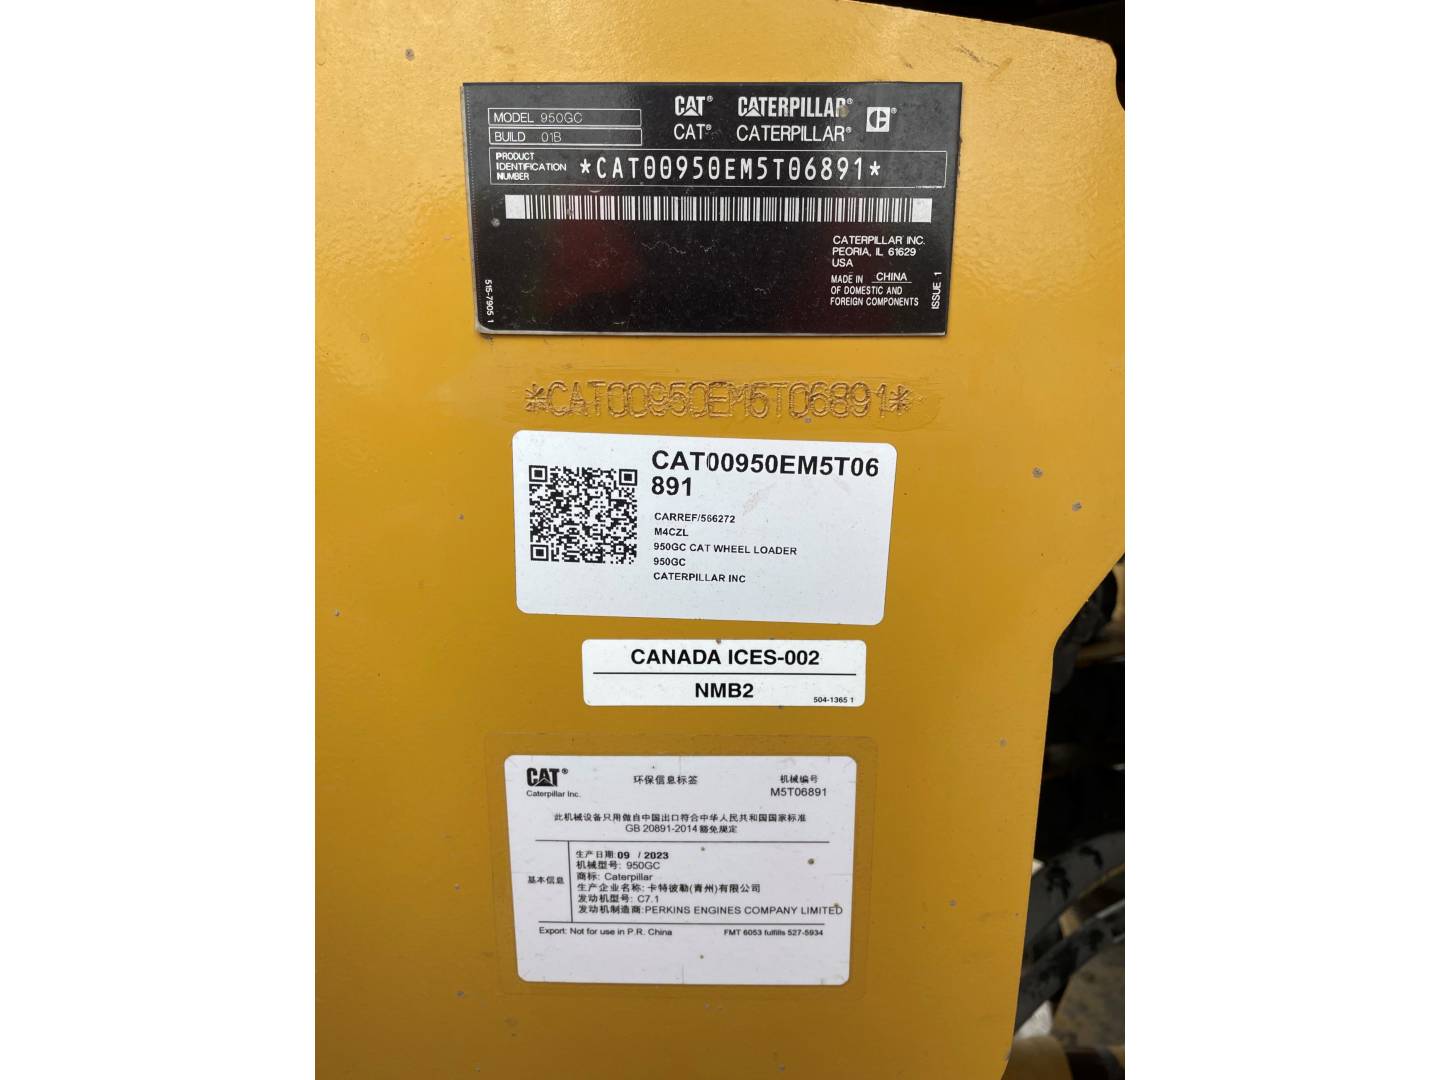 CAT® CATERPILLAR®
CAT® CATERPILLAR®
MODEL 950GC
BUILD 01B
PRODUCT
IDENTIFICATION
NUMBER
*CAT00950EM5T06891*
CATERPILLAR INC.
PEORIA, IL 61629
USA
MADE IN CHINA
OF DOMESTIC AND
FOREIGN COMPONENTS
ISSUE 1
515-7905 1
*CAT00950EM5T06891*
CAT00950EM5T06
891
CARREF/566272
M4CZL
950GC CAT WHEEL LOADER
950GC
CATERPILLAR INC
CANADA ICES-002
NMB2
504-1365 1
CAT®
Caterpillar Inc.
环保信息标签
机械编号
M5T06891
此机械设备只用做自中国出口符合中华人民共和国国家标准
GB 20891-2014豁免规定
基本信息
生产日期: 09 / 2023
机械型号: 950GC
商标: Caterpillar
生产企业名称: 卡特彼勒(青州)有限公司
发动机型号: C7.1
发动机制造商: PERKINS ENGINES COMPANY LIMITED
Export: Not for use in P.R. China
FMT 6053 fulfills 527-5934